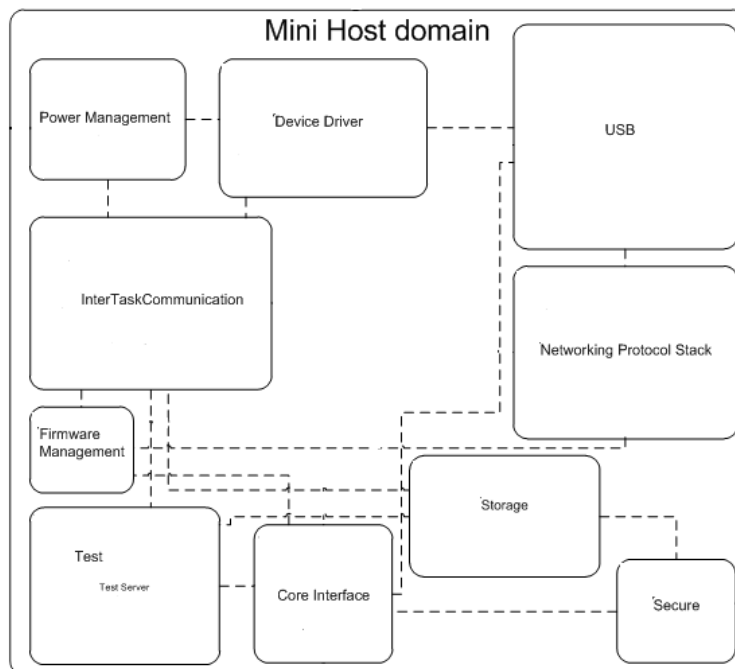 Mini Host domain
Power Management
Device Driver
USB
InterTaskCommunication
Networking Protocol Stack
Firmware
Management
Storage
Test
Test Server
Core Interface
Secure